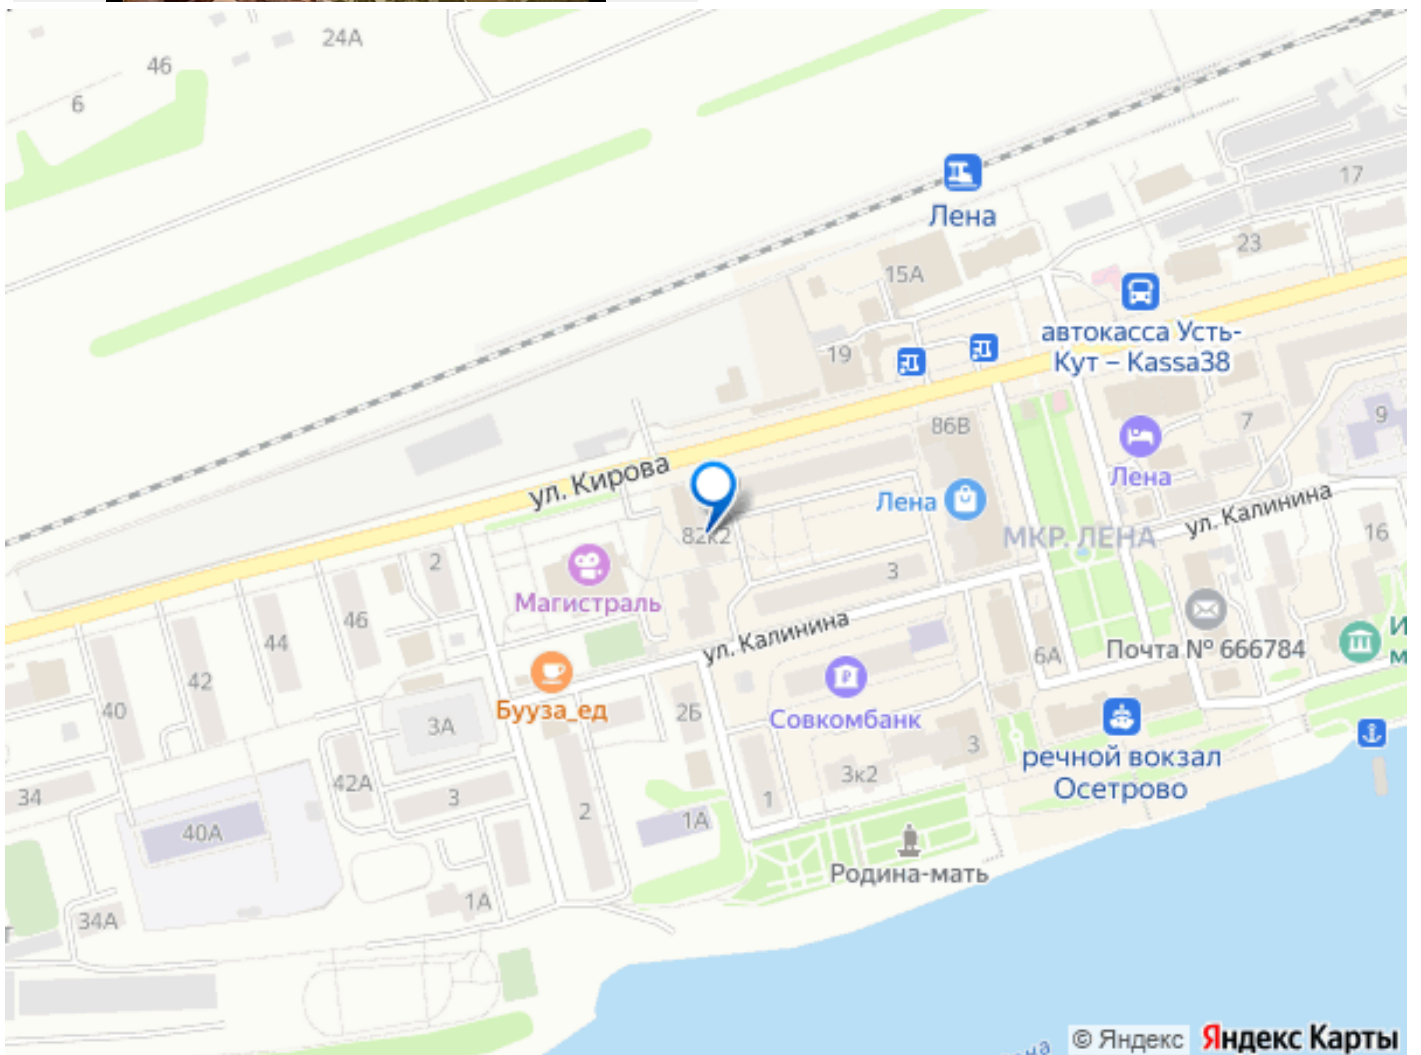 24А
46
6
Лена
17
23
15А
автокасса Усть-
Кут – Kassa38
19
86В
7
9
Лена
ул. Кирова
Лена
ул. Калинина
82к2
МКР. ЛЕНА
16
2
3
Магистраль
46
44
ул. Калинина
Почта № 666784
И
м
6А
42
Бууза_ед
Совкомбанк
40
2Б
3А
3
речной вокзал
Осетрово
42А
3к2
34
3
2
1
1А
40А
Родина-мать
1А
34А
т
© Яндекс Яндекс Карты